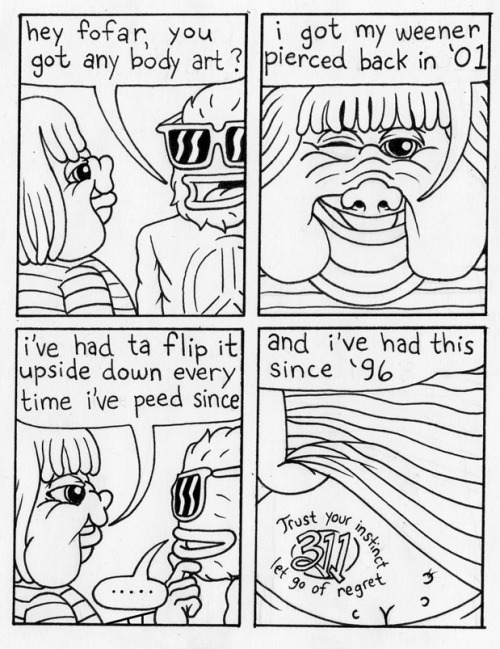 hey fofar, you
got any body art?
i got my weener
pierced back in '01
i've had ta flip it
upside down every
time i've peed since
.....
and i've had this
since '96
Trust your instinct
311
let go of regret